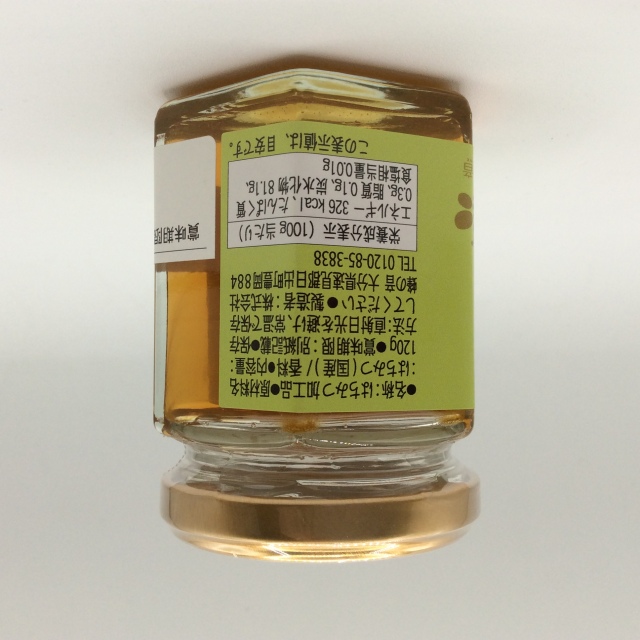 ●名称：はちみつ加工品●原材料名
：はちみつ（国産）／香料●内容量：
120g●賞味期限：別紙記載●保存
方法：直射日光を避け、常温で保存
してください ●製造者：株式会社
蜂の音 大分県速見郡日出町豊岡884
TEL 0120-85-3838
栄養成分表示（100g当たり）
エネルギー 326 kcal、たんぱく質
0.3g、脂質 0.1g、炭水化物 81.1g、
食塩相当量0.01g
この表示値は、目安です。
賞味期限